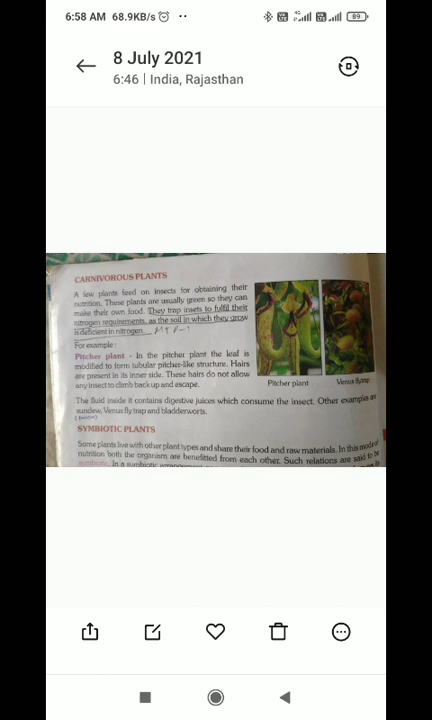 6:58 AM 68.9KB/s
89
8 July 2021
6:46 | India, Rajasthan
CARNIVOROUS PLANTS
A few plants feed on insects for obtaining their
nutrition. These plants are usually green so they can
make their own food. They trap insets to fulfil their
nitrogen requirements, as the soil in which they grow
is deficient in nitrogen.
For example :
Pitcher plant - In the pitcher plant the leaf is
modified to form tubular pitcher-like structure. Hairs
are present in its inner side. These hairs do not allow
any insect to climb back up and escape.
Pitcher plant
Venus flytrap
The fluid inside it contains digestive juices which consume the insect. Other examples are
sundew, Venus fly trap and bladderworts.
SYMBIOTIC PLANTS
Some plants live with other plant types and share their food and raw materials. In this mode of
nutrition both the organism are benefitted from each other. Such relations are said to be
symbiotic. In a symbiotic